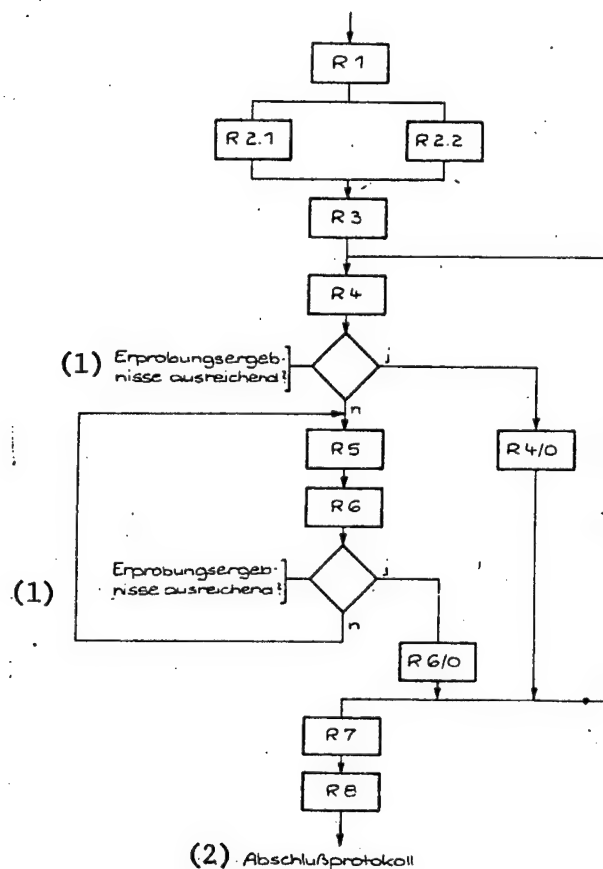 R 1
R 2.1
R 2.2
R 3
R 4
(1) Erprobungsergeb-
nisse ausreichend?
j
n
R 5
R 4/0
R 6
(1) Erprobungsergeb-
nisse ausreichend?
j
n
R 6/0
R 7
R 8
(2) Abschlußprotokoll